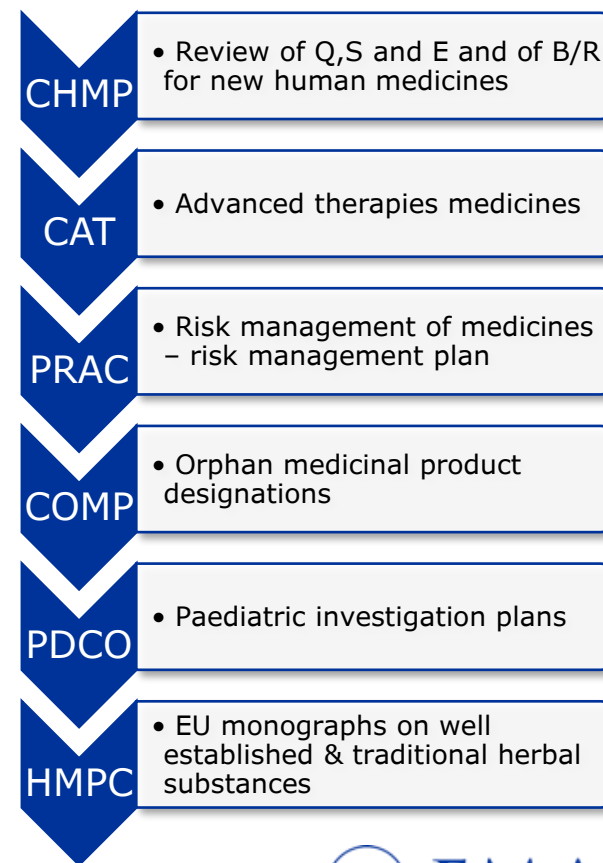 CHMP
• Review of Q,S and E and of B/R
for new human medicines
CAT
• Advanced therapies medicines
PRAC
• Risk management of medicines
– risk management plan
COMP
• Orphan medicinal product
designations
PDCO
• Paediatric investigation plans
HMPC
• EU monographs on well
established & traditional herbal
substances